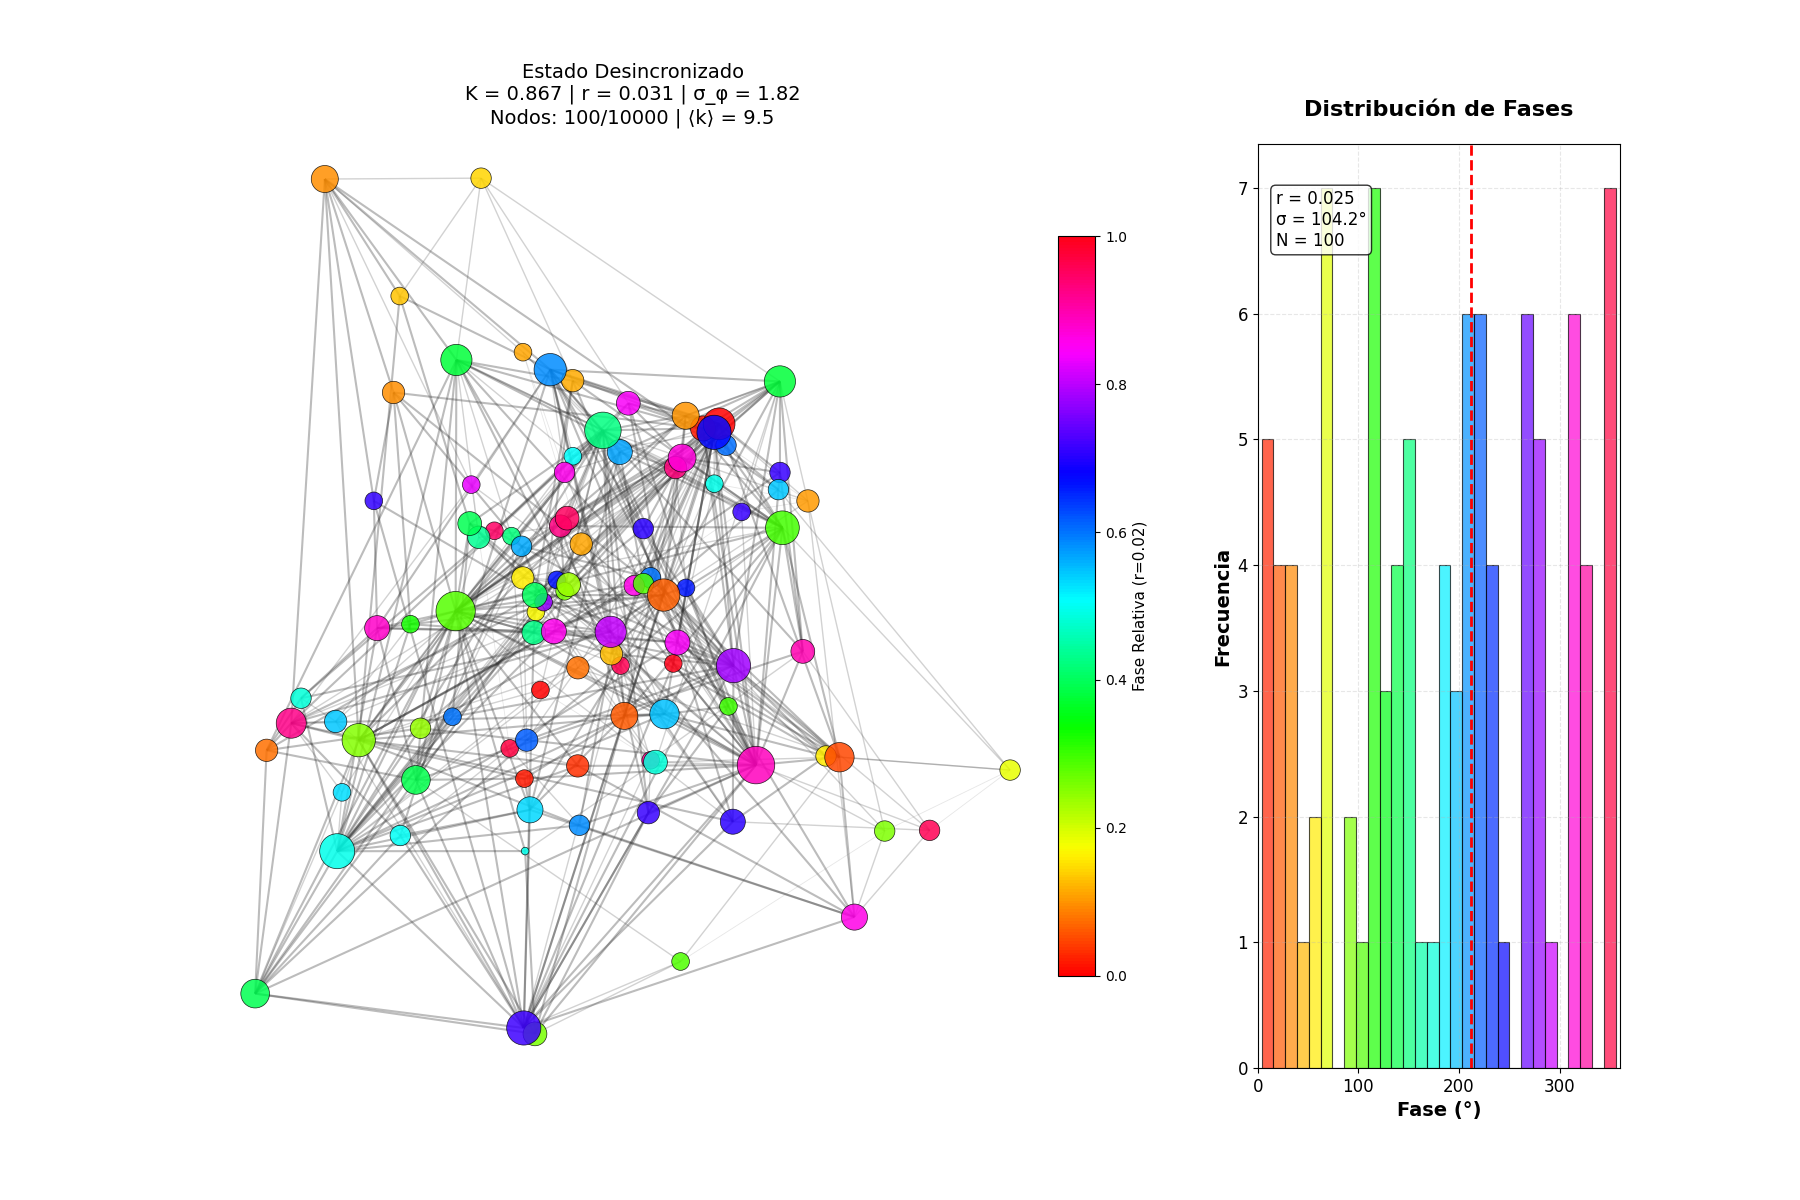 Estado Desincronizado
K = 0.867 | r = 0.031 | σ_φ = 1.82
Nodos: 100/10000 | ⟨k⟩ = 9.5
1.0
0.8
0.6
0.4
0.2
0.0
Fase Relativa (r=0.02)
Distribución de Fases
r = 0.025
σ = 104.2°
N = 100
7
6
5
4
3
2
1
0
Frecuencia
0 100 200 300
Fase (°)